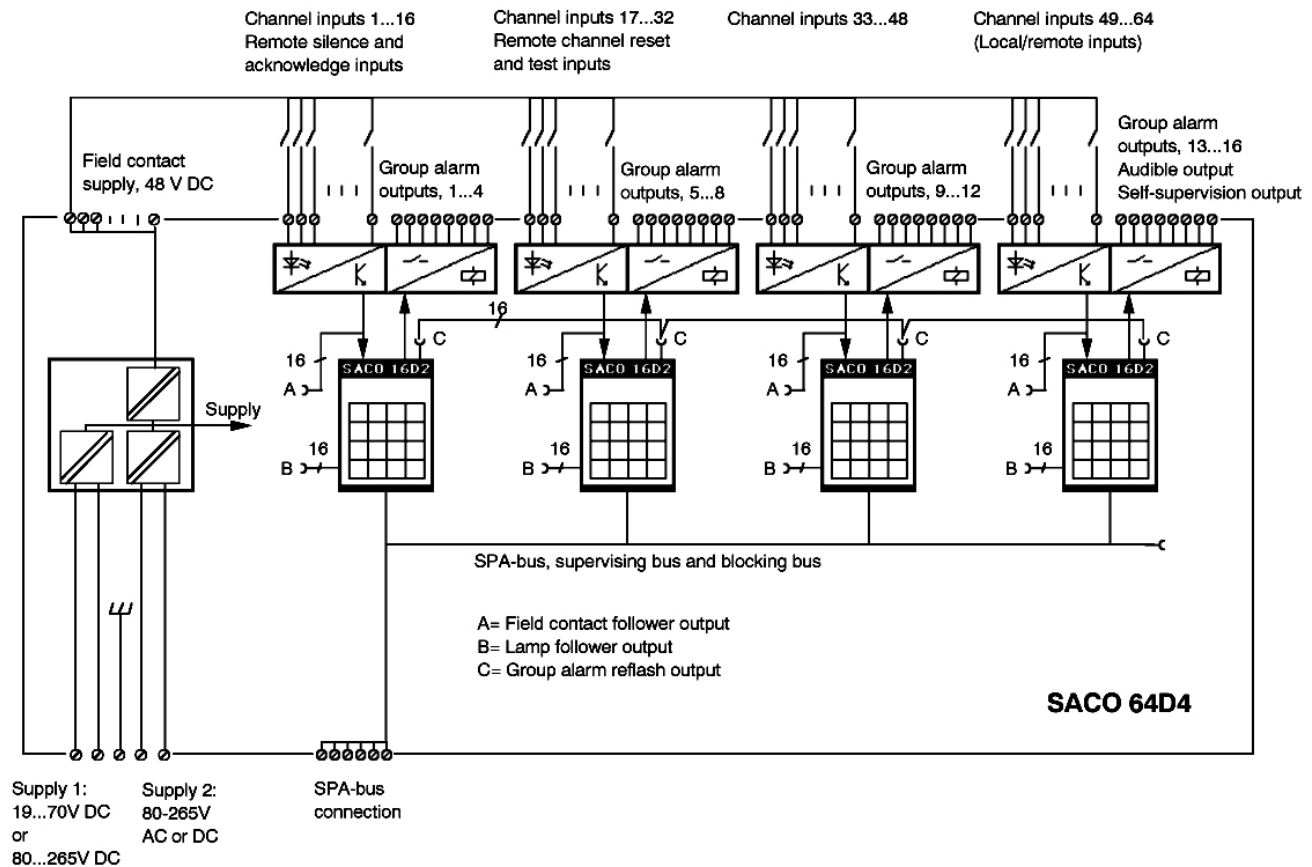 Channel inputs 1...16
Remote silence and
acknowledge inputs
Channel inputs 17...32
Remote channel reset
and test inputs
Channel inputs 33...48
Channel inputs 49...64
(Local/remote inputs)
Field contact
supply, 48 V DC
Group alarm
outputs, 1...4
Group alarm
outputs, 5...8
Group alarm
outputs, 9...12
Group alarm
outputs, 13...16
Audible output
Self-supervision output
16
C
C
C
C
16
A
16
A
16
A
16
A
SACO 16D2
SACO 16D2
SACO 16D2
SACO 16D2
Supply
16
B
16
B
16
B
16
B
SPA-bus, supervising bus and blocking bus
A= Field contact follower output
B= Lamp follower output
C= Group alarm reflash output
SACO 64D4
Supply 1:
19...70V DC
or
80...265V DC
Supply 2:
80-265V
AC or DC
SPA-bus
connection